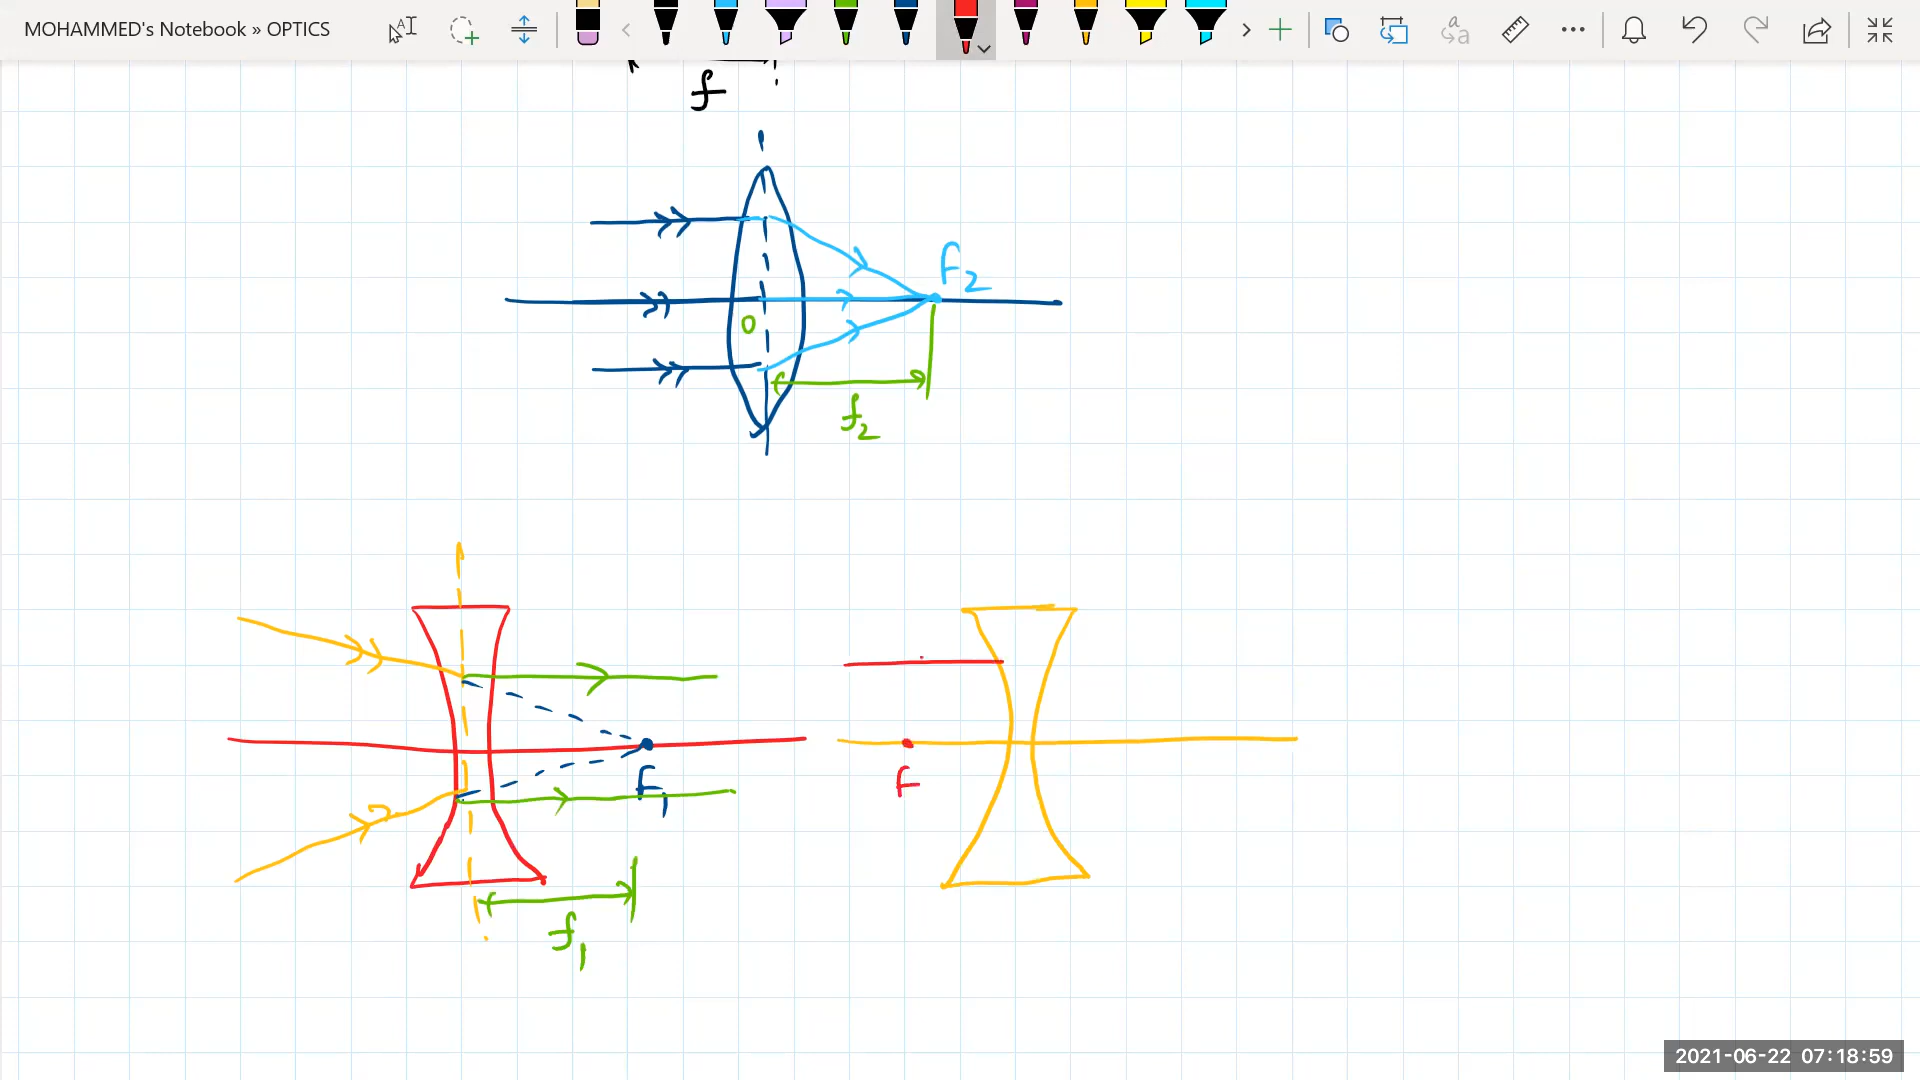 MOHAMMED's Notebook » OPTICS
f
F2
O
f2
F1
F
f1
2021-06-22 07:18:59